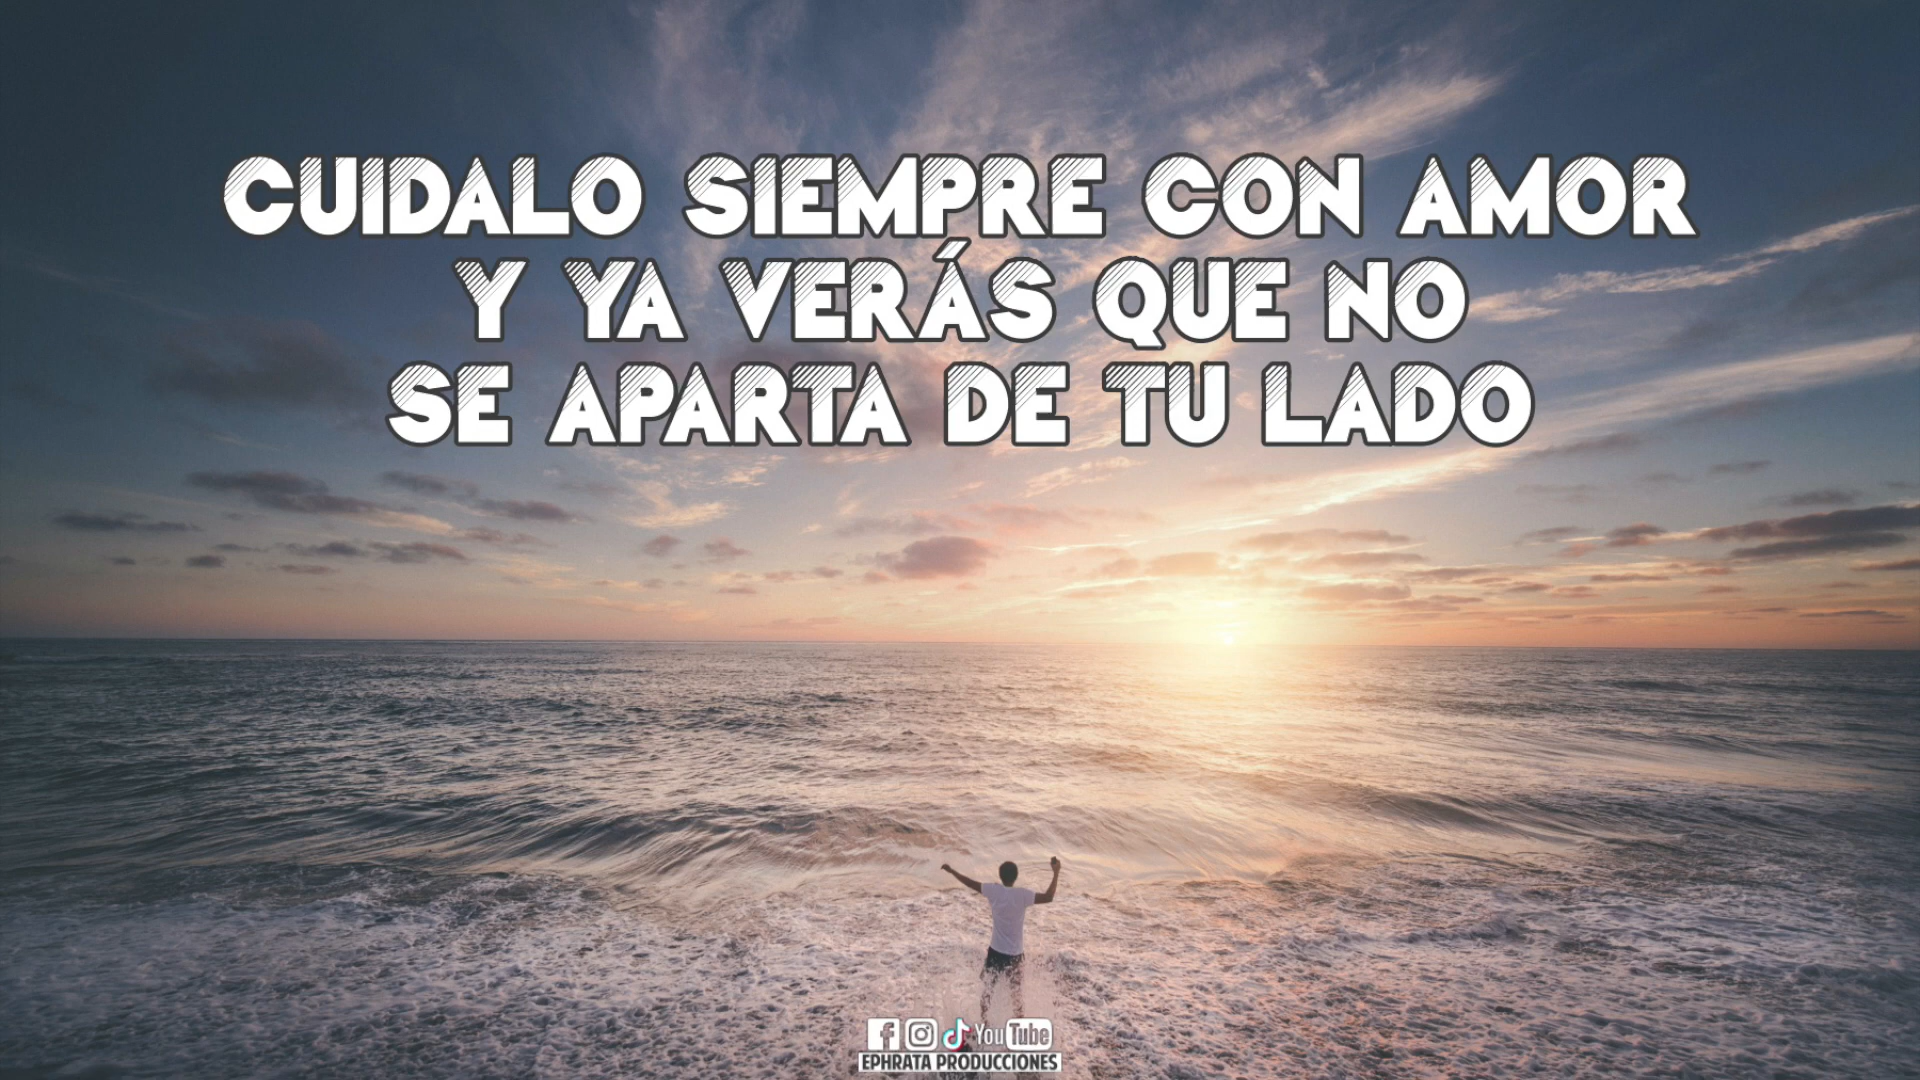 CUIDALO SIEMPRE CON AMOR
Y YA VERÁS QUE NO
SE APARTA DE TU LADO
YouTube
EPHRATA PRODUCCIONES